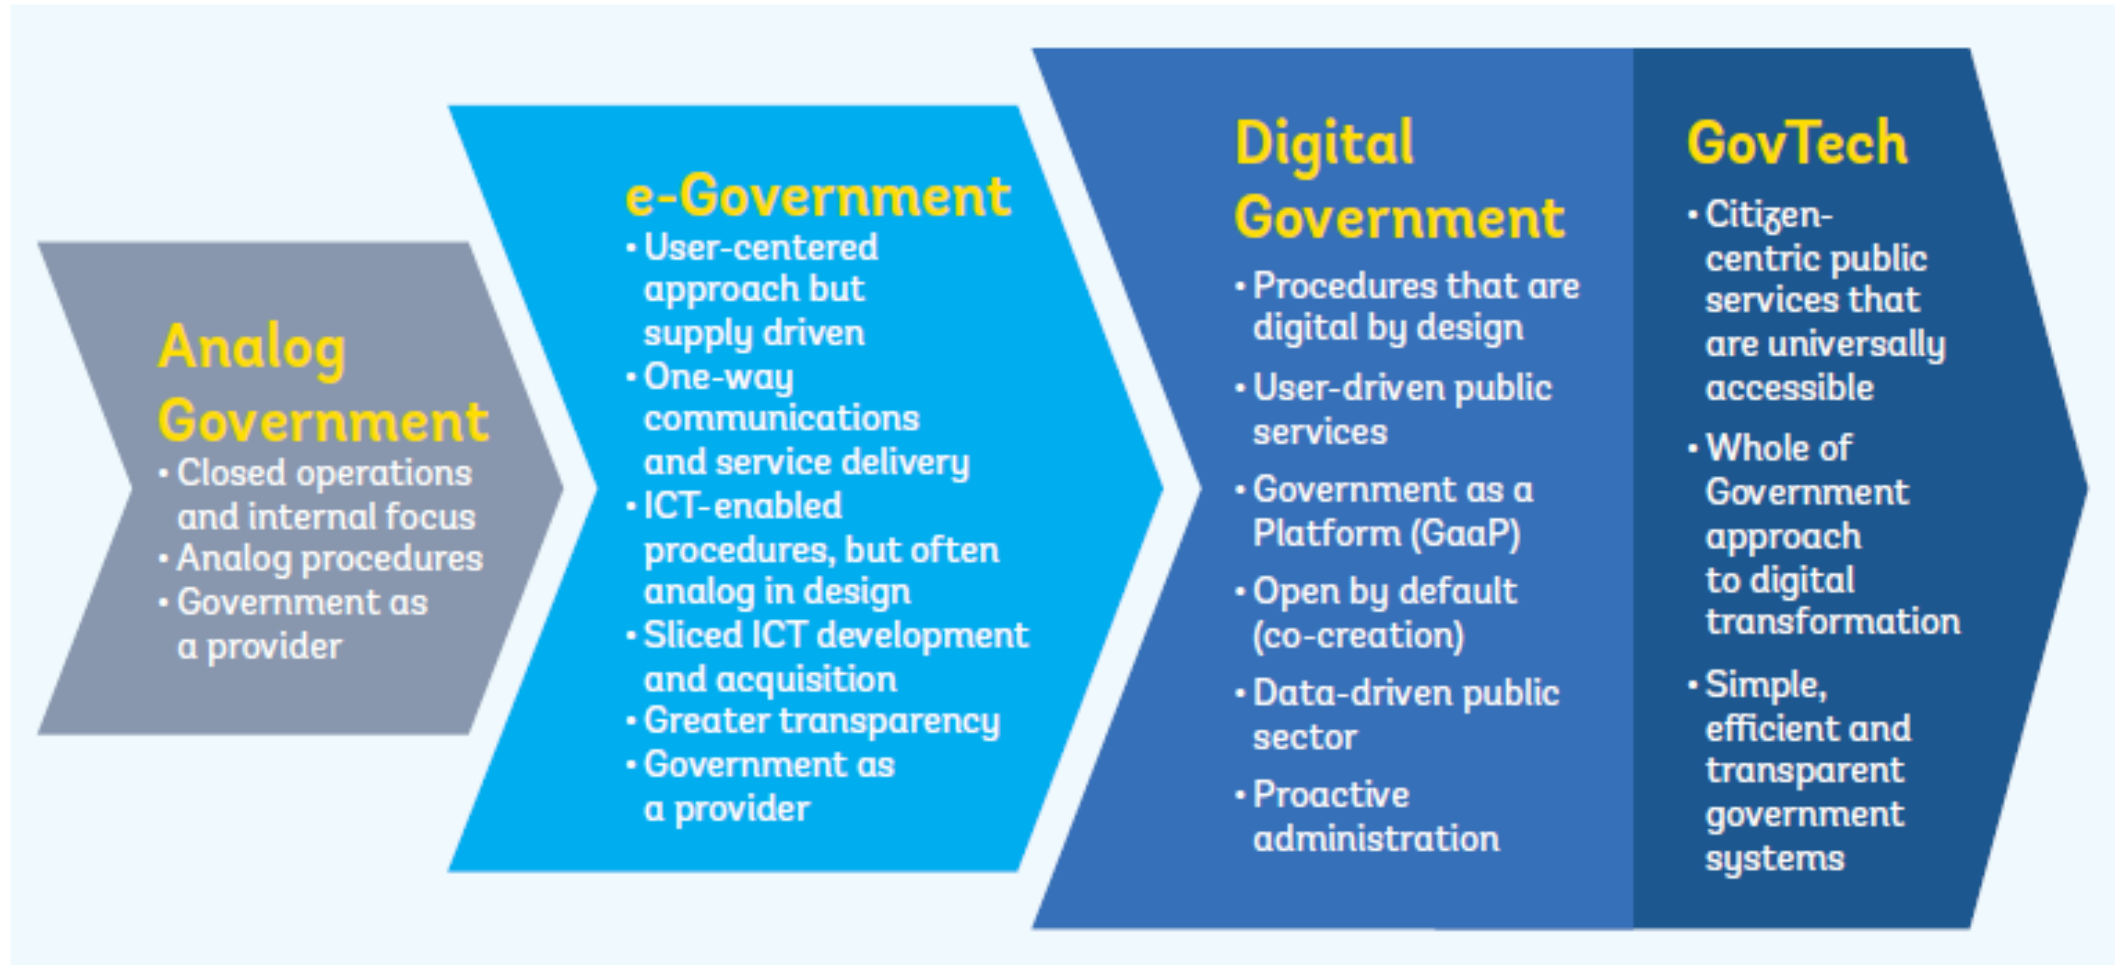 Analog
Government
• Closed operations
and internal focus
• Analog procedures
• Government as
a provider
e-Government
• User-centered
approach but
supply driven
• One-way
communications
and service delivery
• ICT-enabled
procedures, but often
analog in design
• Sliced ICT development
and acquisition
• Greater transparency
• Government as
a provider
Digital
Government
• Procedures that are
digital by design
• User-driven public
services
• Government as a
Platform (GaaP)
• Open by default
(co-creation)
• Data-driven public
sector
• Proactive
administration
GovTech
• Citizen-
centric public
services that
are universally
accessible
• Whole of
Government
approach
to digital
transformation
• Simple,
efficient and
transparent
government
systems